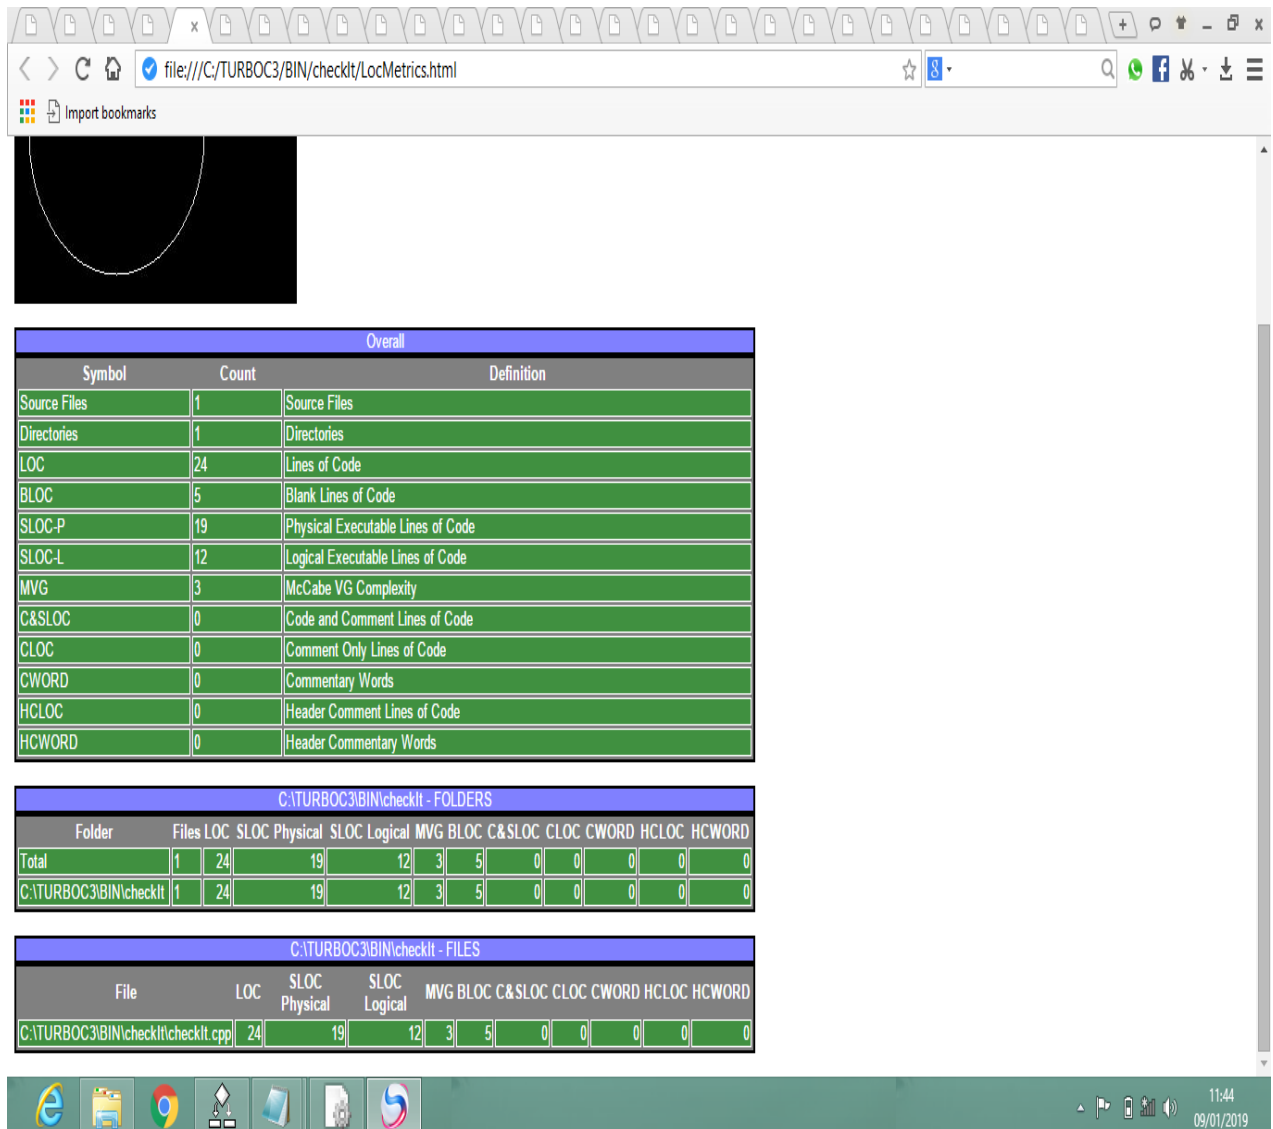 file:///C:/TURBOC3/BIN/checkIt/LocMetrics.html
8
Import bookmarks
Overall
Symbol Count Definition
Source Files 1 Source Files
Directories 1 Directories
LOC 24 Lines of Code
BLOC 5 Blank Lines of Code
SLOC-P 19 Physical Executable Lines of Code
SLOC-L 12 Logical Executable Lines of Code
MVG 3 McCabe VG Complexity
C&SLOC 0 Code and Comment Lines of Code
CLOC 0 Comment Only Lines of Code
CWORD 0 Commentary Words
HCLOC 0 Header Comment Lines of Code
HCWORD 0 Header Commentary Words
C:\TURBOC3\BIN\checkIt - FOLDERS
Folder Files LOC SLOC Physical SLOC Logical MVG BLOC C&SLOC CLOC CWORD HCLOC HCWORD
Total 1 24 19 12 3 5 0 0 0 0 0
C:\TURBOC3\BIN\checkIt 1 24 19 12 3 5 0 0 0 0 0
C:\TURBOC3\BIN\checkIt - FILES
File LOC SLOC Physical SLOC Logical MVG BLOC C&SLOC CLOC CWORD HCLOC HCWORD
C:\TURBOC3\BIN\checkIt\checkIt.cpp 24 19 12 3 5 0 0 0 0 0
11:44
09/01/2019